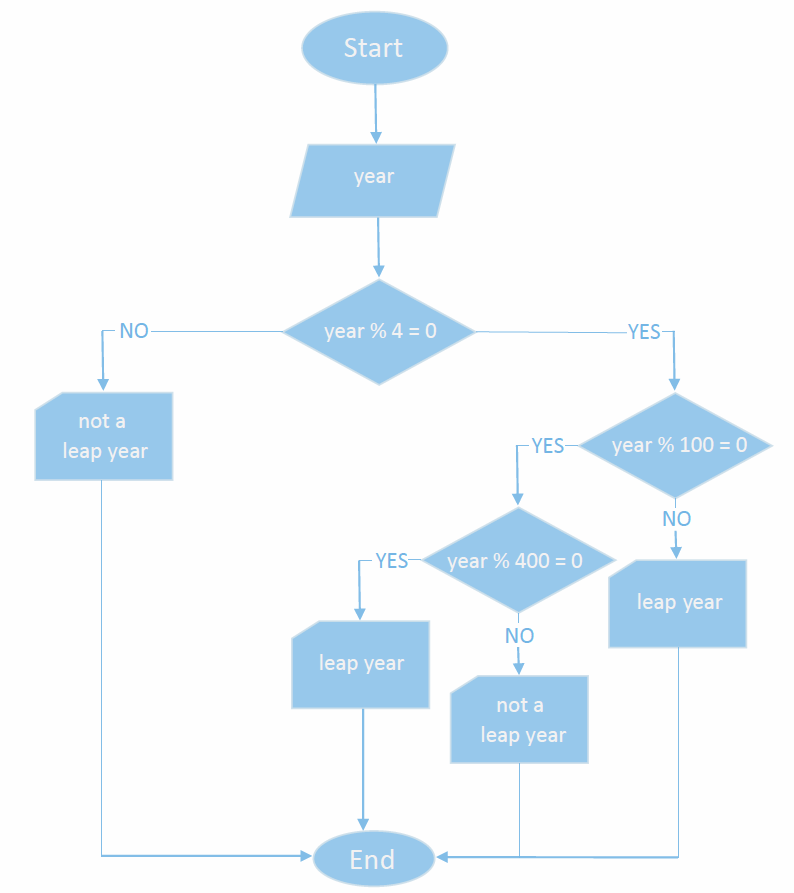 Start
year
year % 4 = 0
NO
YES
not a
leap year
year % 100 = 0
YES
NO
year % 400 = 0
YES
NO
leap year
leap year
not a
leap year
End